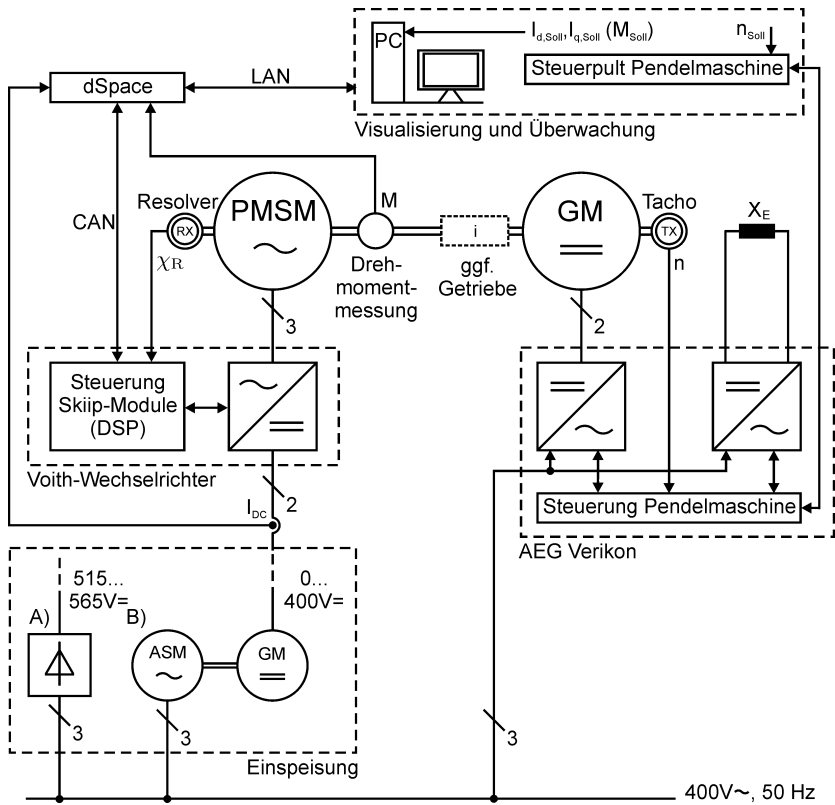 PC
I_d,Soll, I_q,Soll (M_Soll)
n_Soll
Steuerpult Pendelmaschine
dSpace
LAN
Visualisierung und Überwachung
CAN
Resolver
RX
χ_R
PMSM
M
Dreh-
moment-
messung
i
ggf.
Getriebe
GM
Tacho
TX
n
X_E
3
2
Steuerung
Skiip-Module
(DSP)
Voith-Wechselrichter
2
I_DC
Steuerung Pendelmaschine
AEG Verikon
515...
565V=
0...
400V=
A)
B)
ASM
GM
3
3
3
Einspeisung
400V~, 50 Hz